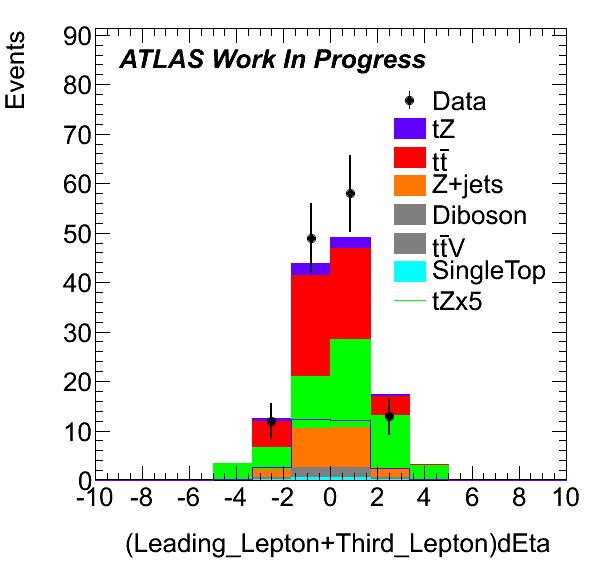 Events
90
80
70
60
50
40
30
20
10
0
ATLAS Work In Progress
Data
tZ
tt̄
Z+jets
Diboson
tt̄V
SingleTop
tZx5
-10 -8 -6 -4 -2 0 2 4 6 8 10
(Leading_Lepton+Third_Lepton)dEta